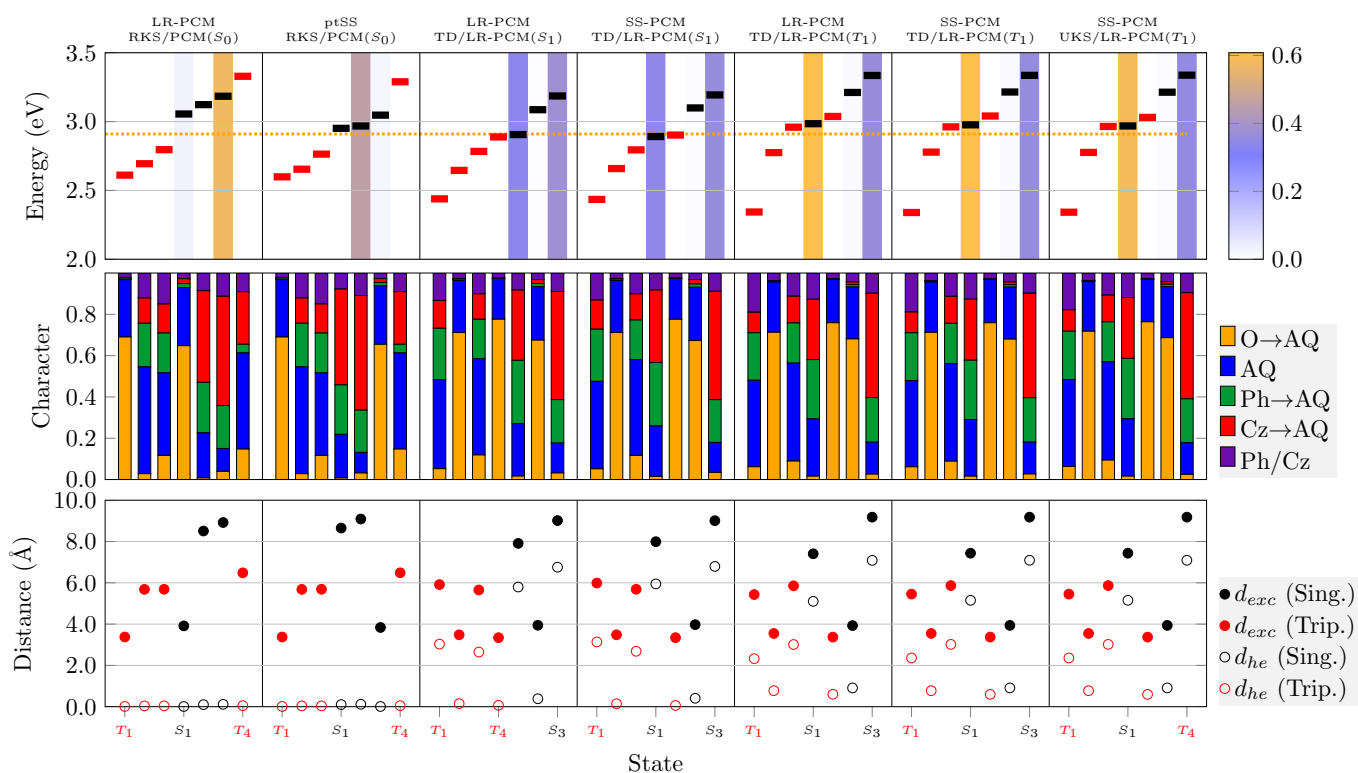 LR-PCM
RKS/PCM(S0)
ptSS
RKS/PCM(S0)
LR-PCM
TD/LR-PCM(S1)
SS-PCM
TD/LR-PCM(S1)
LR-PCM
TD/LR-PCM(T1)
SS-PCM
TD/LR-PCM(T1)
SS-PCM
UKS/LR-PCM(T1)
Energy (eV)
3.5
3.0
2.5
2.0
0.6
0.4
0.2
0.0
Character
0.8
0.6
0.4
0.2
0.0
O→AQ
AQ
Ph→AQ
Cz→AQ
Ph/Cz
Distance (Å)
10.0
8.0
6.0
4.0
2.0
0.0
dexc (Sing.)
dexc (Trip.)
dhe (Sing.)
dhe (Trip.)
T1 S1 T4 T1 S1 T4 T1 T4 S3 T1 S1 S3 T1 S1 S3 T1 S1 S3 T1 S1 T4
State